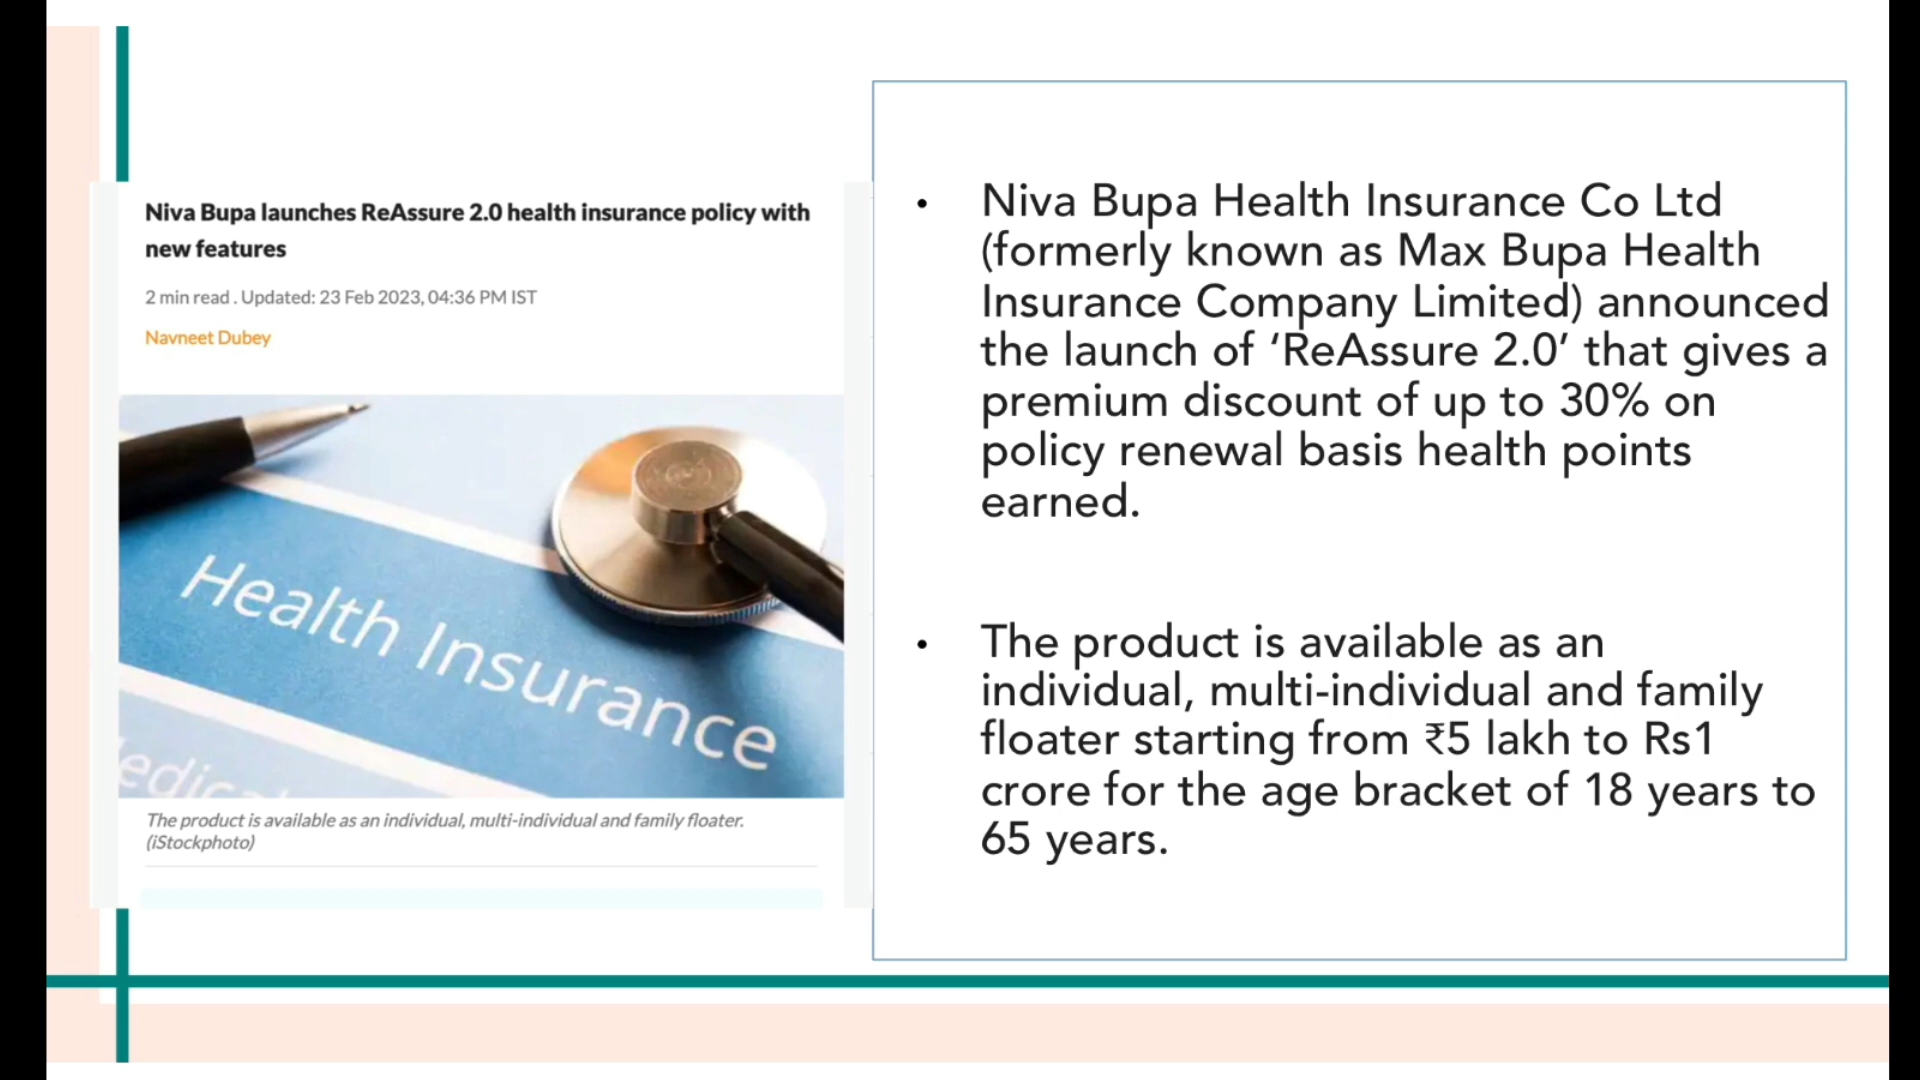 Niva Bupa launches ReAssure 2.0 health insurance policy with
new features
2 min read . Updated: 23 Feb 2023, 04:36 PM IST
Navneet Dubey
Health Insurance
The product is available as an individual, multi-individual and family floater.
(iStockphoto)
• Niva Bupa Health Insurance Co Ltd
(formerly known as Max Bupa Health
Insurance Company Limited) announced
the launch of ‘ReAssure 2.0’ that gives a
premium discount of up to 30% on
policy renewal basis health points
earned.
• The product is available as an
individual, multi-individual and family
floater starting from ₹5 lakh to Rs1
crore for the age bracket of 18 years to
65 years.